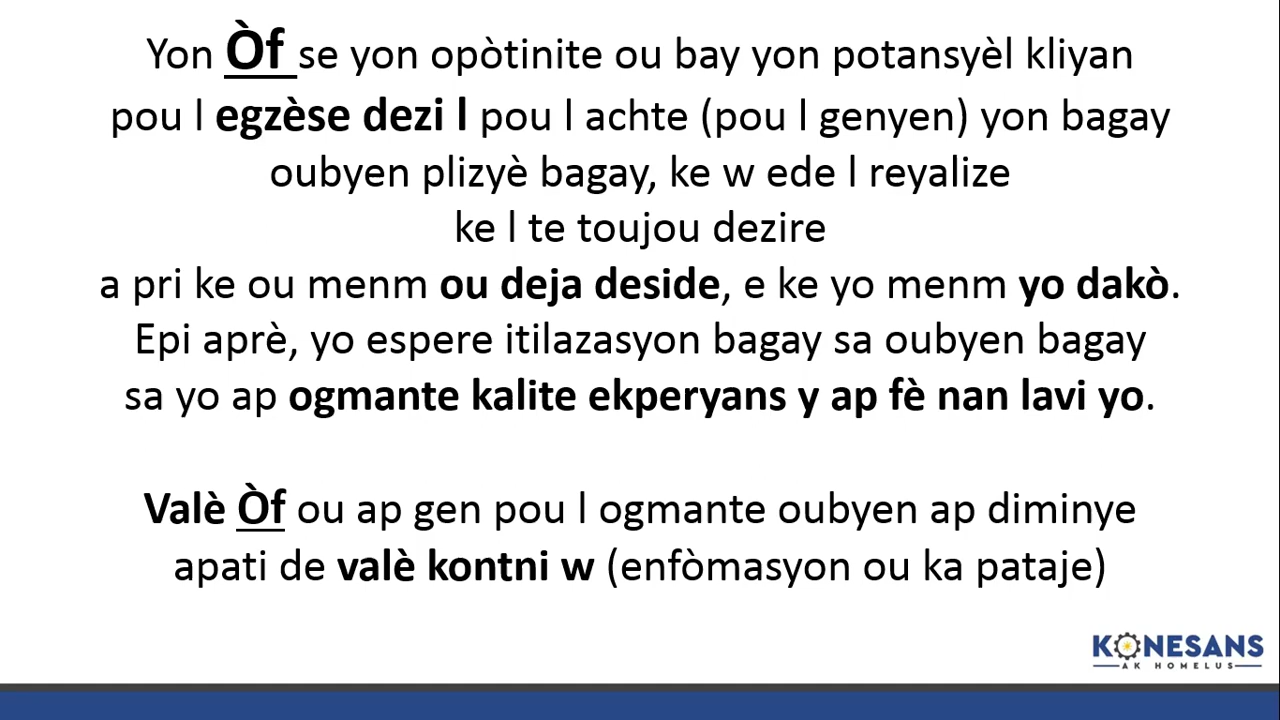 Yon Òf se yon opòtinite ou bay yon potansyèl kliyan
pou l egzèse dezi l pou l achte (pou l genyen) yon bagay
oubyen plizyè bagay, ke w ede l reyalize
ke l te toujou dezire
a pri ke ou menm ou deja deside, e ke yo menm yo dakò.
Epi aprè, yo espere itilazasyon bagay sa oubyen bagay
sa yo ap ogmante kalite ekperyans y ap fè nan lavi yo.
Valè Òf ou ap gen pou l ogmante oubyen ap diminye
apati de valè kontni w (enfòmasyon ou ka pataje)
KONESANS
AK HOMELUS